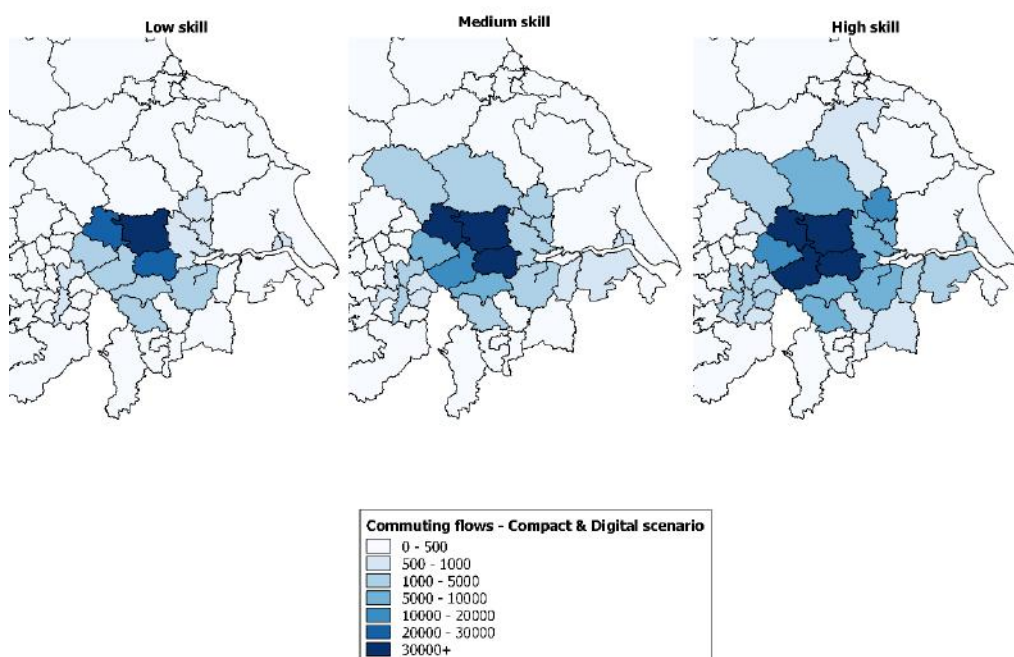 Low skill
Medium skill
High skill
Commuting flows - Compact & Digital scenario
0 - 500
500 - 1000
1000 - 5000
5000 - 10000
10000 - 20000
20000 - 30000
30000+